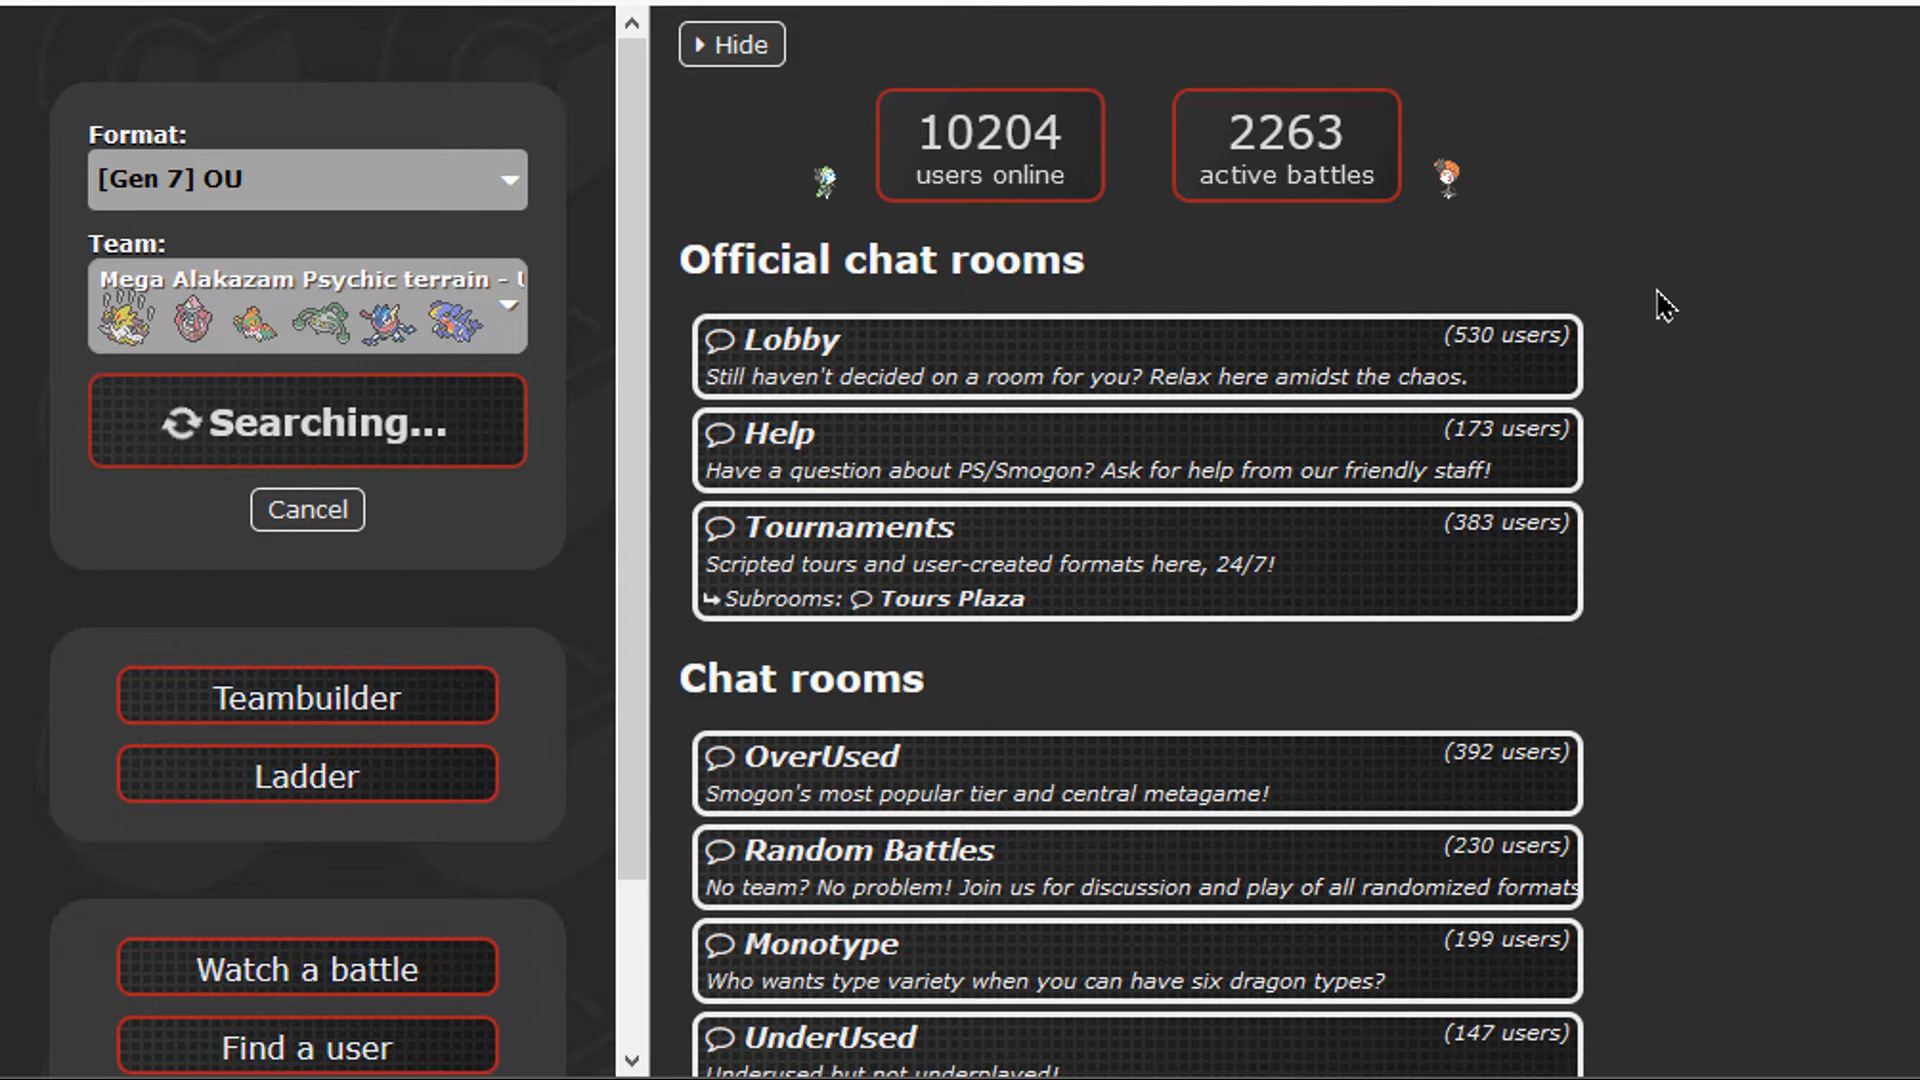 Format:
[Gen 7] OU
Team:
Mega Alakazam Psychic terrain -
Searching...
Cancel
Teambuilder
Ladder
Watch a battle
Find a user
Hide
10204
users online
2263
active battles
Official chat rooms
Lobby
(530 users)
Still haven't decided on a room for you? Relax here amidst the chaos.
Help
(173 users)
Have a question about PS/Smogon? Ask for help from our friendly staff!
Tournaments
(383 users)
Scripted tours and user-created formats here, 24/7!
Subrooms: Tours Plaza
Chat rooms
OverUsed
(392 users)
Smogon's most popular tier and central metagame!
Random Battles
(230 users)
No team? No problem! Join us for discussion and play of all randomized formats
Monotype
(199 users)
Who wants type variety when you can have six dragon types?
UnderUsed
(147 users)
Underused but not underplayed!